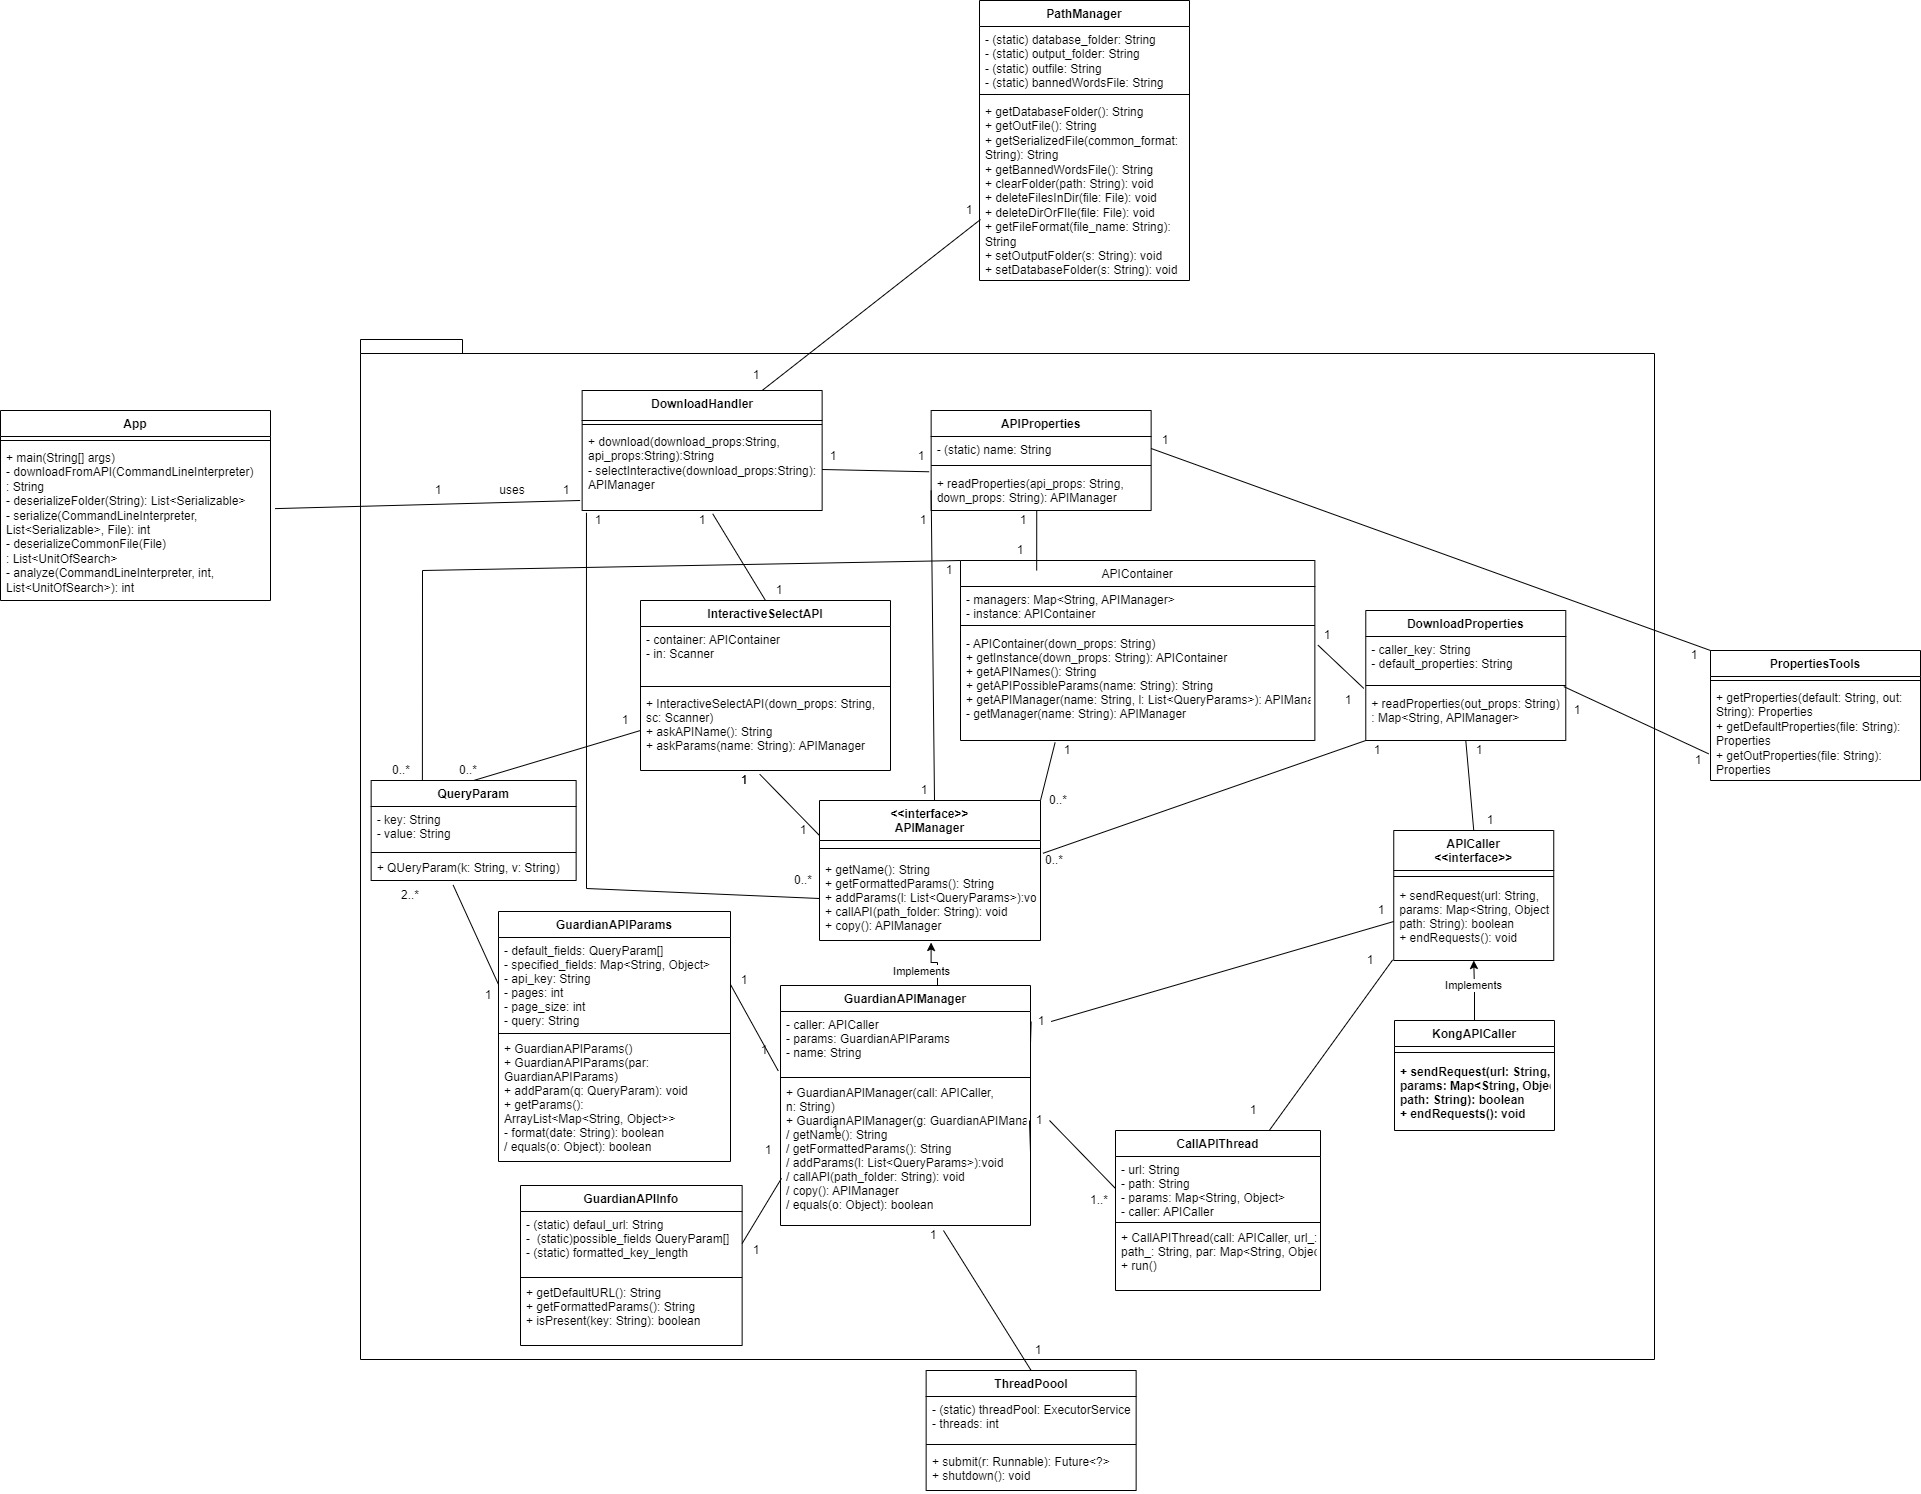 PathManager
- (static) database_folder: String
- (static) output_folder: String
- (static) outfile: String
- (static) bannedWordsFile: String
+ getDatabaseFolder(): String
+ getOutFile(): String
+ getSerializedFile(common_format:
String): String
+ getBannedWordsFile(): String
+ clearFolder(path: String): void
+ deleteFilesInDir(file: File): void
+ deleteDirOrFIle(file: File): void
+ getFileFormat(file_name: String):
String
+ setOutputFolder(s: String): void
+ setDatabaseFolder(s: String): void
1
1
App
+ main(String[] args)
- downloadFromAPI(CommandLineInterpreter)
: String
- deserializeFolder(String): List<Serializable>
- serialize(CommandLineInterpreter,
List<Serializable>, File): int
- deserializeCommonFile(File)
: List<UnitOfSearch>
- analyze(CommandLineInterpreter, int,
List<UnitOfSearch>): int
1
uses
1
DownloadHandler
+ download(download_props:String,
api_props:String):String
- selectInteractive(download_props:String):
APIManager
1
1
1
1
APIProperties
- (static) name: String
+ readProperties(api_props: String,
down_props: String): APIManager
1
1
1
1
1
APIContainer
- managers: Map<String, APIManager>
- instance: APIContainer
- APIContainer(down_props: String)
+ getInstance(down_props: String): APIContainer
+ getAPINames(): String
+ getAPIPossibleParams(name: String): String
+ getAPIManager(name: String, l: List<QueryParams>): APIMana
- getManager(name: String): APIManager
1
1
1
0..*
DownloadProperties
- caller_key: String
- default_properties: String
+ readProperties(out_props: String)
: Map<String, APIManager>
1
1
1
1
1
PropertiesTools
+ getProperties(default: String, out:
String): Properties
+ getDefaultProperties(file: String):
Properties
+ getOutProperties(file: String):
Properties
1
InteractiveSelectAPI
- container: APIContainer
- in: Scanner
+ InteractiveSelectAPI(down_props: String,
sc: Scanner)
+ askAPIName(): String
+ askParams(name: String): APIManager
1
1
1
0..*
0..*
QueryParam
- key: String
- value: String
+ QUeryParam(k: String, v: String)
2..*
1
1
0..*
0..*
<<interface>>
APIManager
+ getName(): String
+ getFormattedParams(): String
+ addParams(l: List<QueryParams>):vo
+ callAPI(path_folder: String): void
+ copy(): APIManager
Implements
1
APICaller
<<interface>>
+ sendRequest(url: String,
params: Map<String, Object
path: String): boolean
+ endRequests(): void
1
1
Implements
KongAPICaller
+ sendRequest(url: String,
params: Map<String, Obje
path: String): boolean
+ endRequests(): void
GuardianAPIParams
- default_fields: QueryParam[]
- specified_fields: Map<String, Object>
- api_key: String
- pages: int
- page_size: int
- query: String
+ GuardianAPIParams()
+ GuardianAPIParams(par:
GuardianAPIParams)
+ addParam(q: QueryParam): void
+ getParams():
ArrayList<Map<String, Object>>
- format(date: String): boolean
/ equals(o: Object): boolean
1
1
1
GuardianAPIManager
- caller: APICaller
- params: GuardianAPIParams
- name: String
+ GuardianAPIManager(call: APICaller,
n: String)
+ GuardianAPIManager(g: GuardianAPIMana
/ getName(): String
/ getFormattedParams(): String
/ addParams(l: List<QueryParams>):void
/ callAPI(path_folder: String): void
/ copy(): APIManager
/ equals(o: Object): boolean
1
1
1
1
1
1..*
1
CallAPIThread
- url: String
- path: String
- params: Map<String, Object>
- caller: APICaller
+ CallAPIThread(call: APICaller, url_:
path_: String, par: Map<String, Objec
+ run()
GuardianAPIInfo
- (static) defaul_url: String
- (static)possible_fields QueryParam[]
- (static) formatted_key_length
+ getDefaultURL(): String
+ getFormattedParams(): String
+ isPresent(key: String): boolean
1
1
ThreadPoool
- (static) threadPool: ExecutorService
- threads: int
+ submit(r: Runnable): Future<?>
+ shutdown(): void